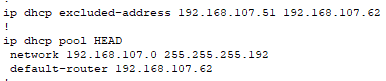 ip dhcp excluded-address 192.168.107.51 192.168.107.62
!
ip dhcp pool HEAD
network 192.168.107.0 255.255.255.192
default-router 192.168.107.62